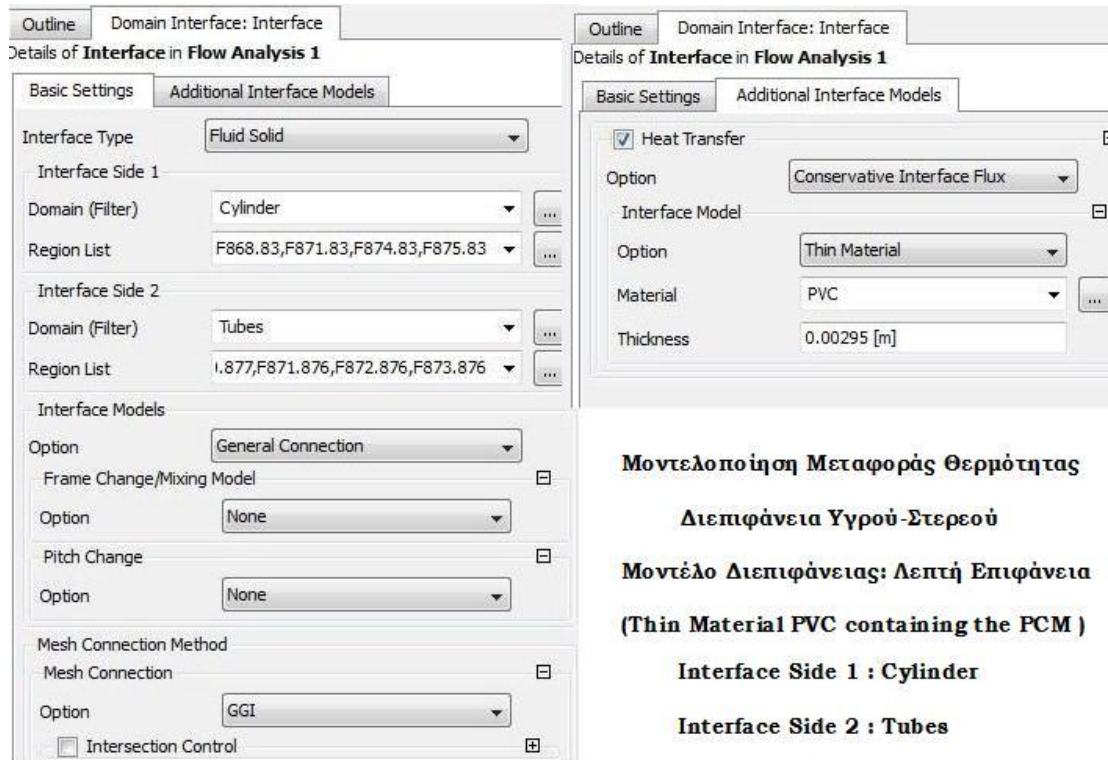 Outline Domain Interface: Interface
Details of Interface in Flow Analysis 1
Basic Settings Additional Interface Models
Interface Type Fluid Solid
Interface Side 1
Domain (Filter) Cylinder ...
Region List F868.83,F871.83,F874.83,F875.83 ...
Interface Side 2
Domain (Filter) Tubes ...
Region List .877,F871.876,F872.876,F873.876 ...
Interface Models
Option General Connection
Frame Change/Mixing Model
Option None
Pitch Change
Option None
Mesh Connection Method
Mesh Connection
Option GGI
Intersection Control
Outline Domain Interface: Interface
Details of Interface in Flow Analysis 1
Basic Settings Additional Interface Models
Heat Transfer
Option Conservative Interface Flux
Interface Model
Option Thin Material
Material PVC ...
Thickness 0.00295 [m]
Μοντελοποίηση Μεταφοράς Θερμότητας
Διεπιφάνεια Υγρού-Στερεού
Μοντέλο Διεπιφάνειας: Λεπτή Επιφάνεια
(Thin Material PVC containing the PCM )
Interface Side 1 : Cylinder
Interface Side 2 : Tubes